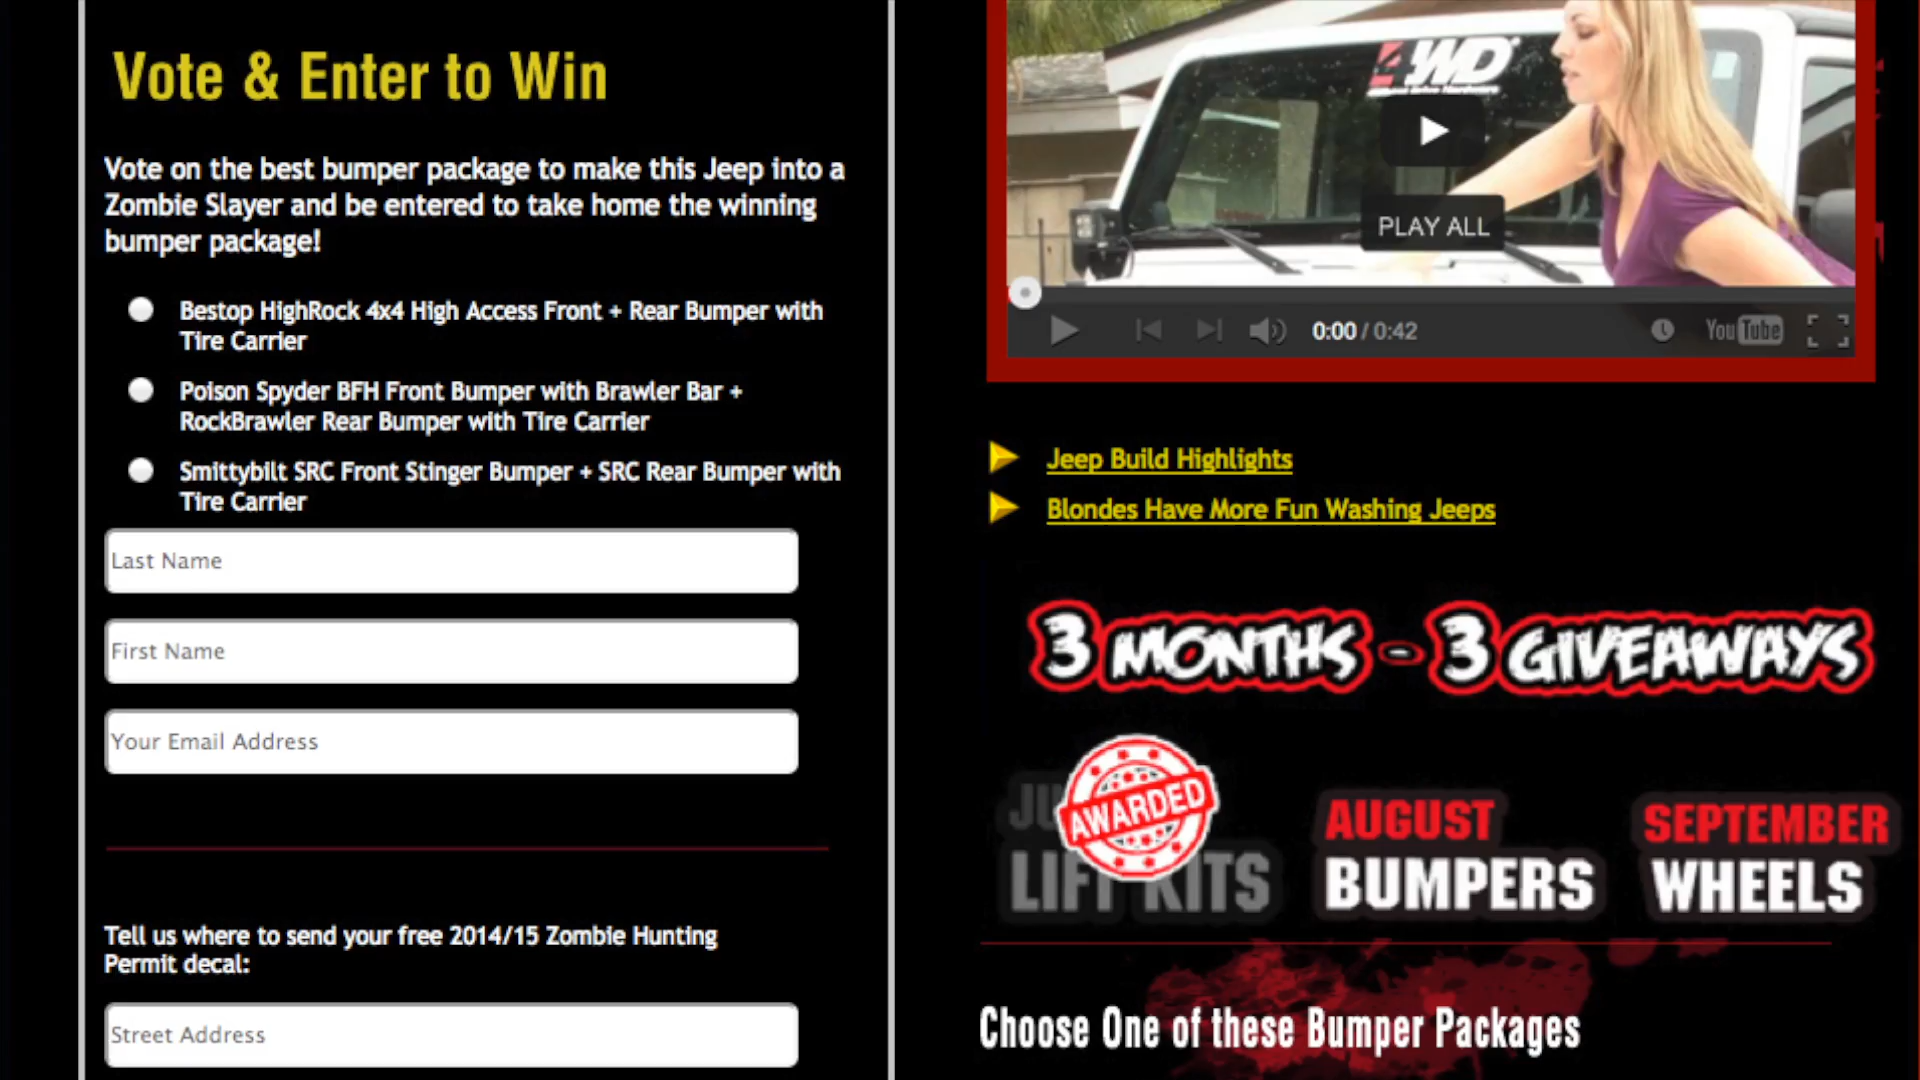 Vote & Enter to Win
Vote on the best bumper package to make this Jeep into a
Zombie Slayer and be entered to take home the winning
bumper package!
Bestop HighRock 4x4 High Access Front + Rear Bumper with
Tire Carrier
Poison Spyder BFH Front Bumper with Brawler Bar +
RockBrawler Rear Bumper with Tire Carrier
Smittybilt SRC Front Stinger Bumper + SRC Rear Bumper with
Tire Carrier
Last Name
First Name
Your Email Address
Tell us where to send your free 2014/15 Zombie Hunting
Permit decal:
Street Address
4WD
PLAY ALL
0:00 / 0:42
YouTube
Jeep Build Highlights
Blondes Have More Fun Washing Jeeps
3 MONTHS - 3 GIVEAWAYS
AWARDED
LIFT KITS
AUGUST
BUMPERS
SEPTEMBER
WHEELS
Choose One of these Bumper Packages